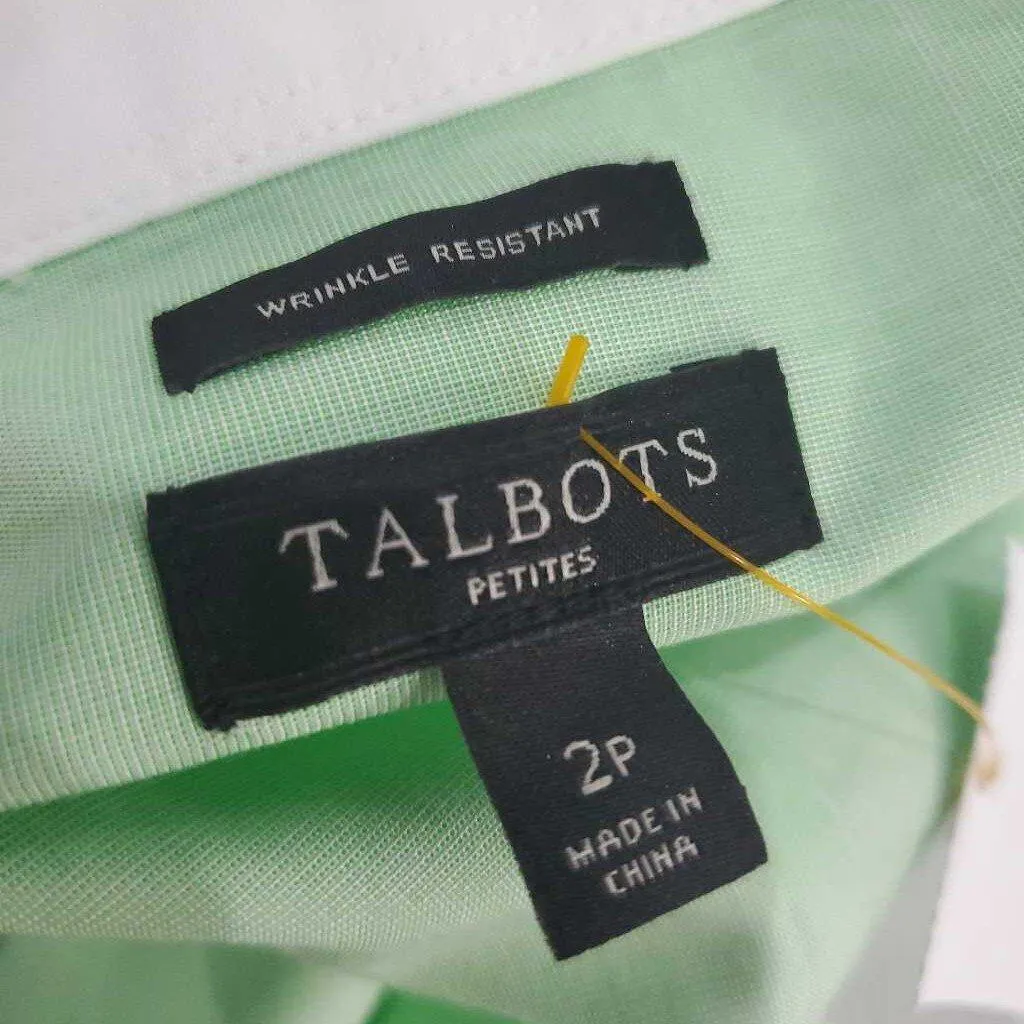 WRINKLE RESISTANT
TALBOTS
PETITES
2P
MADE IN
CHINA